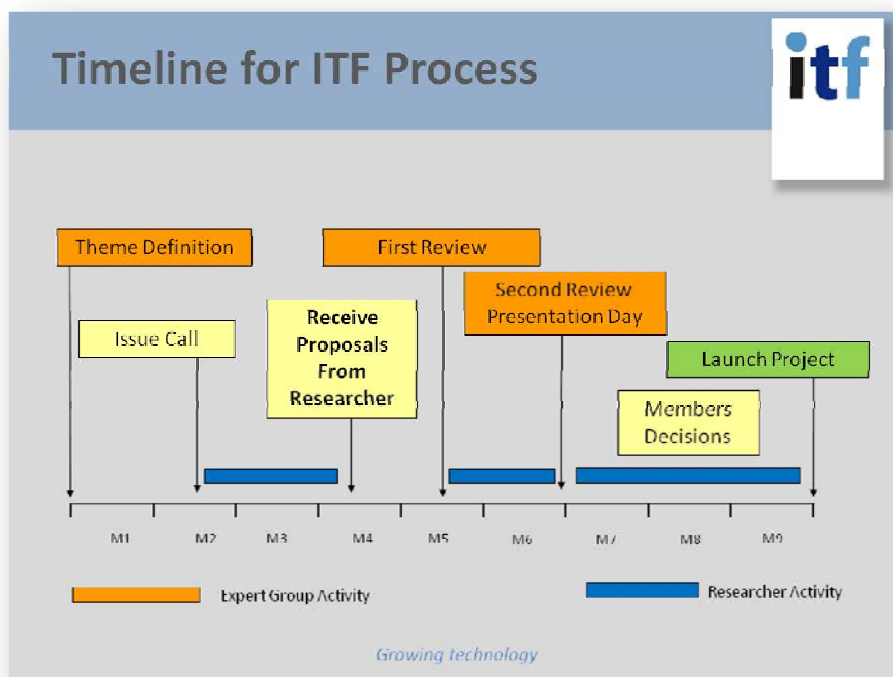 Timeline for ITF Process
itf
Theme Definition
First Review
Second Review
Presentation Day
Issue Call
Receive
Proposals
From
Researcher
Launch Project
Members
Decisions
M1 M2 M3 M4 M5 M6 M7 M8 M9
Expert Group Activity
Researcher Activity
Growing technology